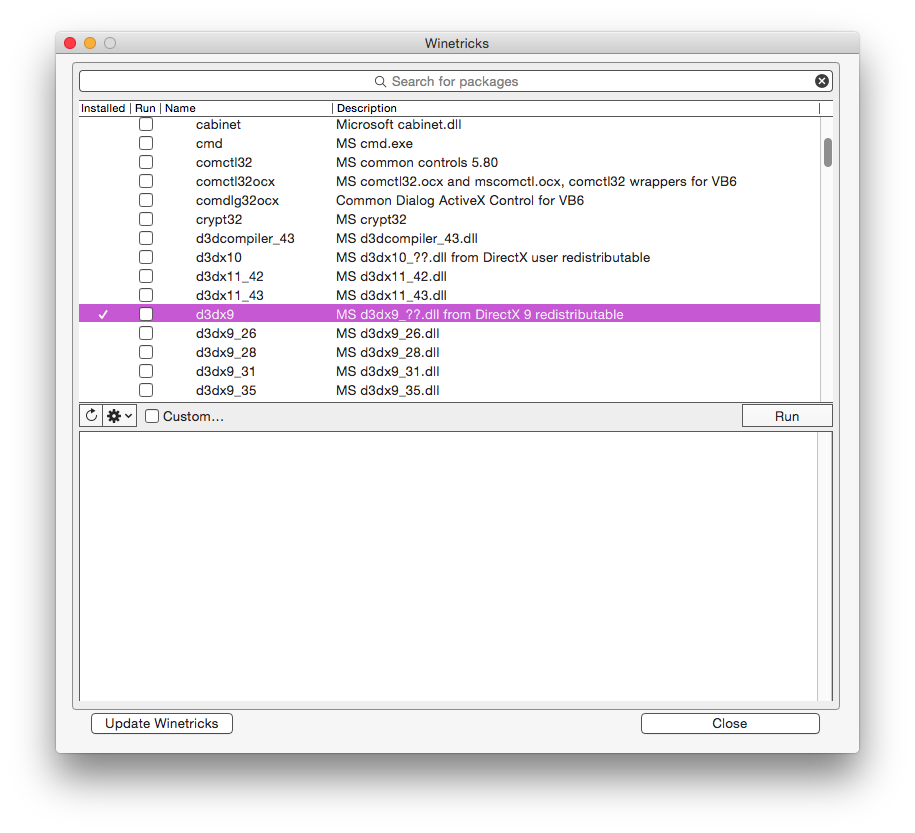 Winetricks
Search for packages
Installed Run Name Description
cabinet Microsoft cabinet.dll
cmd MS cmd.exe
comctl32 MS common controls 5.80
comctl32ocx MS comctl32.ocx and mscomctl.ocx, comctl32 wrappers for VB6
comdlg32ocx Common Dialog ActiveX Control for VB6
crypt32 MS crypt32
d3dcompiler_43 MS d3dcompiler_43.dll
d3dx10 MS d3dx10_??.dll from DirectX user redistributable
d3dx11_42 MS d3dx11_42.dll
d3dx11_43 MS d3dx11_43.dll
d3dx9 MS d3dx9_??.dll from DirectX 9 redistributable
d3dx9_26 MS d3dx9_26.dll
d3dx9_28 MS d3dx9_28.dll
d3dx9_31 MS d3dx9_31.dll
d3dx9_35 MS d3dx9_35.dll
Custom... Run
Update Winetricks Close